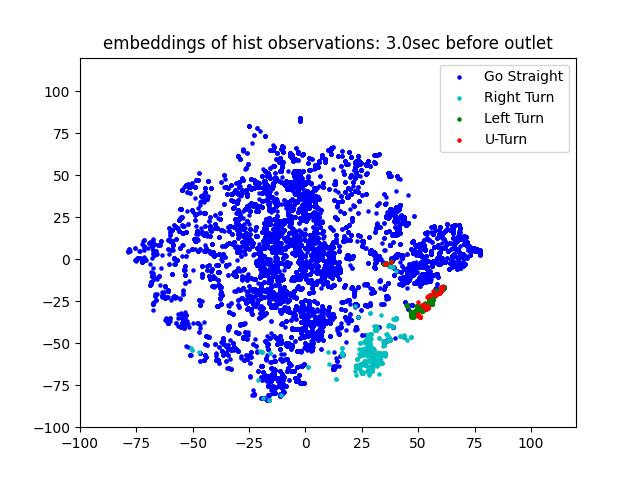 embeddings of hist observations: 3.0sec before outlet
Go Straight
Right Turn
Left Turn
U-Turn
100
75
50
25
0
−25
−50
−75
−100
−100 −75 −50 −25 0 25 50 75 100